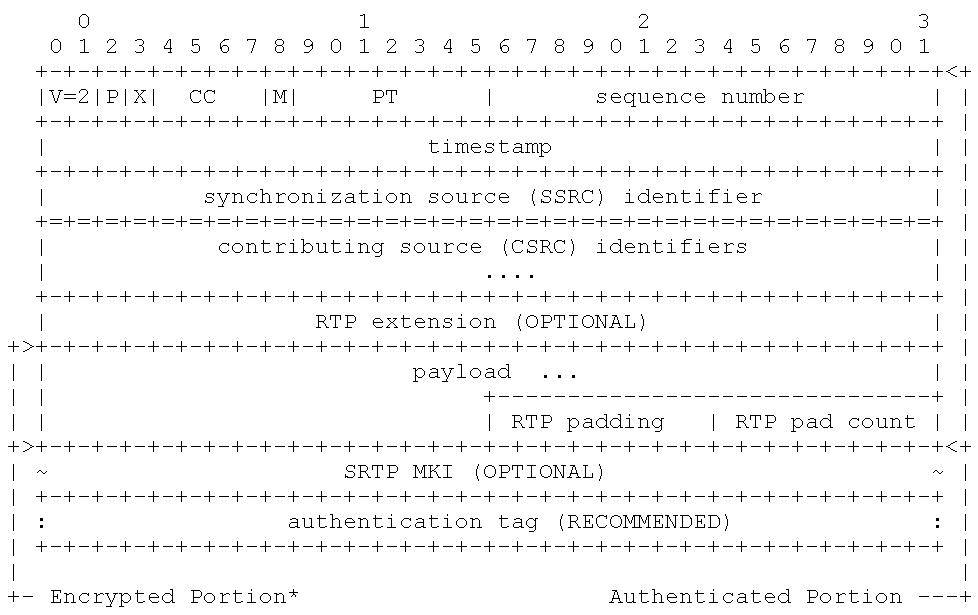 0                   1                   2                   3
   0 1 2 3 4 5 6 7 8 9 0 1 2 3 4 5 6 7 8 9 0 1 2 3 4 5 6 7 8 9 0 1
  +-+-+-+-+-+-+-+-+-+-+-+-+-+-+-+-+-+-+-+-+-+-+-+-+-+-+-+-+-+-+-+-+<+
  |V=2|P|X|  CC   |M|     PT      |       sequence number         | |
  +-+-+-+-+-+-+-+-+-+-+-+-+-+-+-+-+-+-+-+-+-+-+-+-+-+-+-+-+-+-+-+-+ |
  |                           timestamp                           | |
  +-+-+-+-+-+-+-+-+-+-+-+-+-+-+-+-+-+-+-+-+-+-+-+-+-+-+-+-+-+-+-+-+ |
  |           synchronization source (SSRC) identifier            | |
  +=+=+=+=+=+=+=+=+=+=+=+=+=+=+=+=+=+=+=+=+=+=+=+=+=+=+=+=+=+=+=+=+ |
  |            contributing source (CSRC) identifiers             | |
  |                               ....                            | |
  +-+-+-+-+-+-+-+-+-+-+-+-+-+-+-+-+-+-+-+-+-+-+-+-+-+-+-+-+-+-+-+-+ |
  |                   RTP extension (OPTIONAL)                    | |
+>+-+-+-+-+-+-+-+-+-+-+-+-+-+-+-+-+-+-+-+-+-+-+-+-+-+-+-+-+-+-+-+-+ |
| |                          payload  ...                         | |
| |                               +-------------------------------+ |
| |                               | RTP padding   | RTP pad count | |
+>+-+-+-+-+-+-+-+-+-+-+-+-+-+-+-+-+-+-+-+-+-+-+-+-+-+-+-+-+-+-+-+-+<+
| ~                     SRTP MKI (OPTIONAL)                       ~ |
| +-+-+-+-+-+-+-+-+-+-+-+-+-+-+-+-+-+-+-+-+-+-+-+-+-+-+-+-+-+-+-+-+ |
| :                 authentication tag (RECOMMENDED)              : |
| +-+-+-+-+-+-+-+-+-+-+-+-+-+-+-+-+-+-+-+-+-+-+-+-+-+-+-+-+-+-+-+-+ |
|                                                                   |
+- Encrypted Portion*                      Authenticated Portion ---+